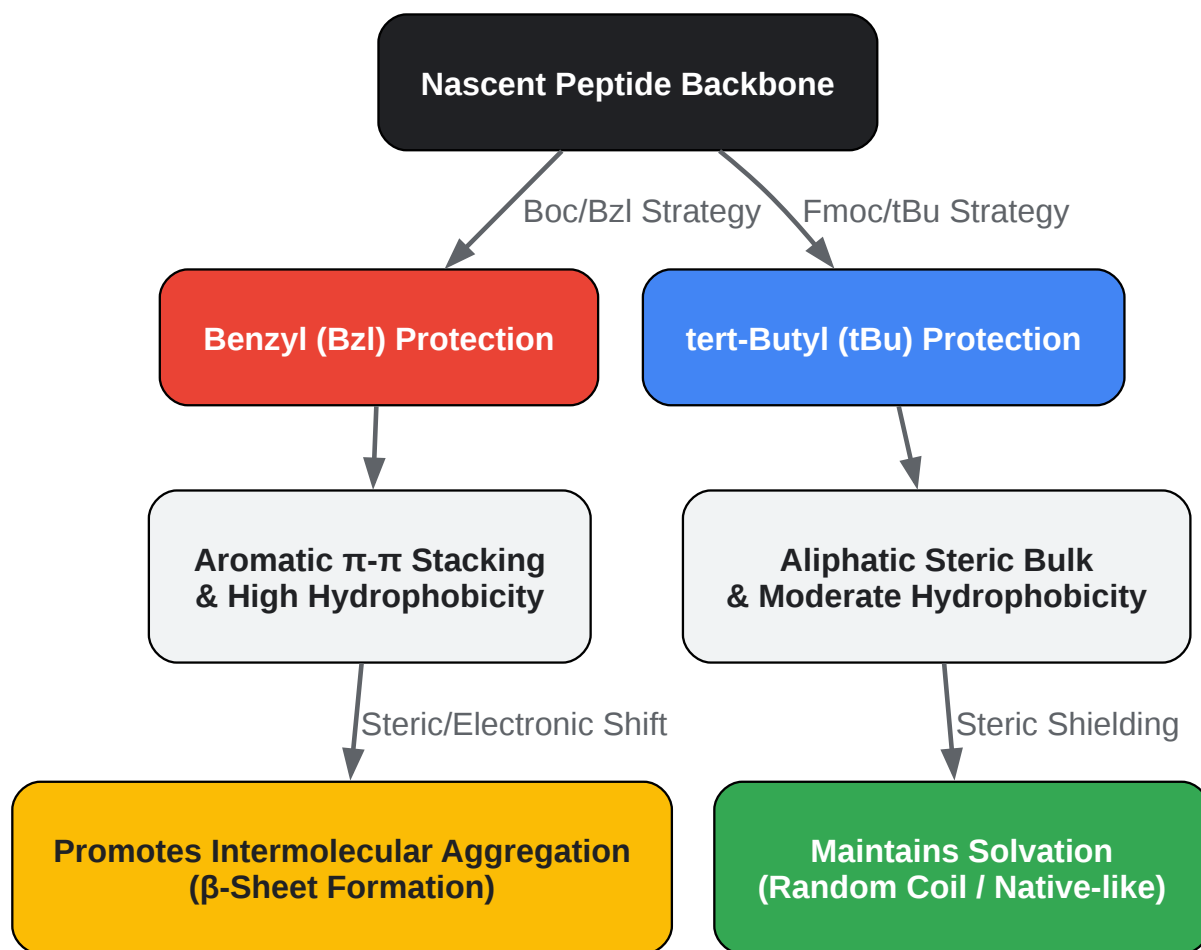 Nascent Peptide Backbone
Boc/Bzl Strategy
Fmoc/tBu Strategy
Benzyl (Bzl) Protection
tert-Butyl (tBu) Protection
Aromatic π-π Stacking
& High Hydrophobicity
Aliphatic Steric Bulk
& Moderate Hydrophobicity
Steric/Electronic Shift
Steric Shielding
Promotes Intermolecular Aggregation
(β-Sheet Formation)
Maintains Solvation
(Random Coil / Native-like)